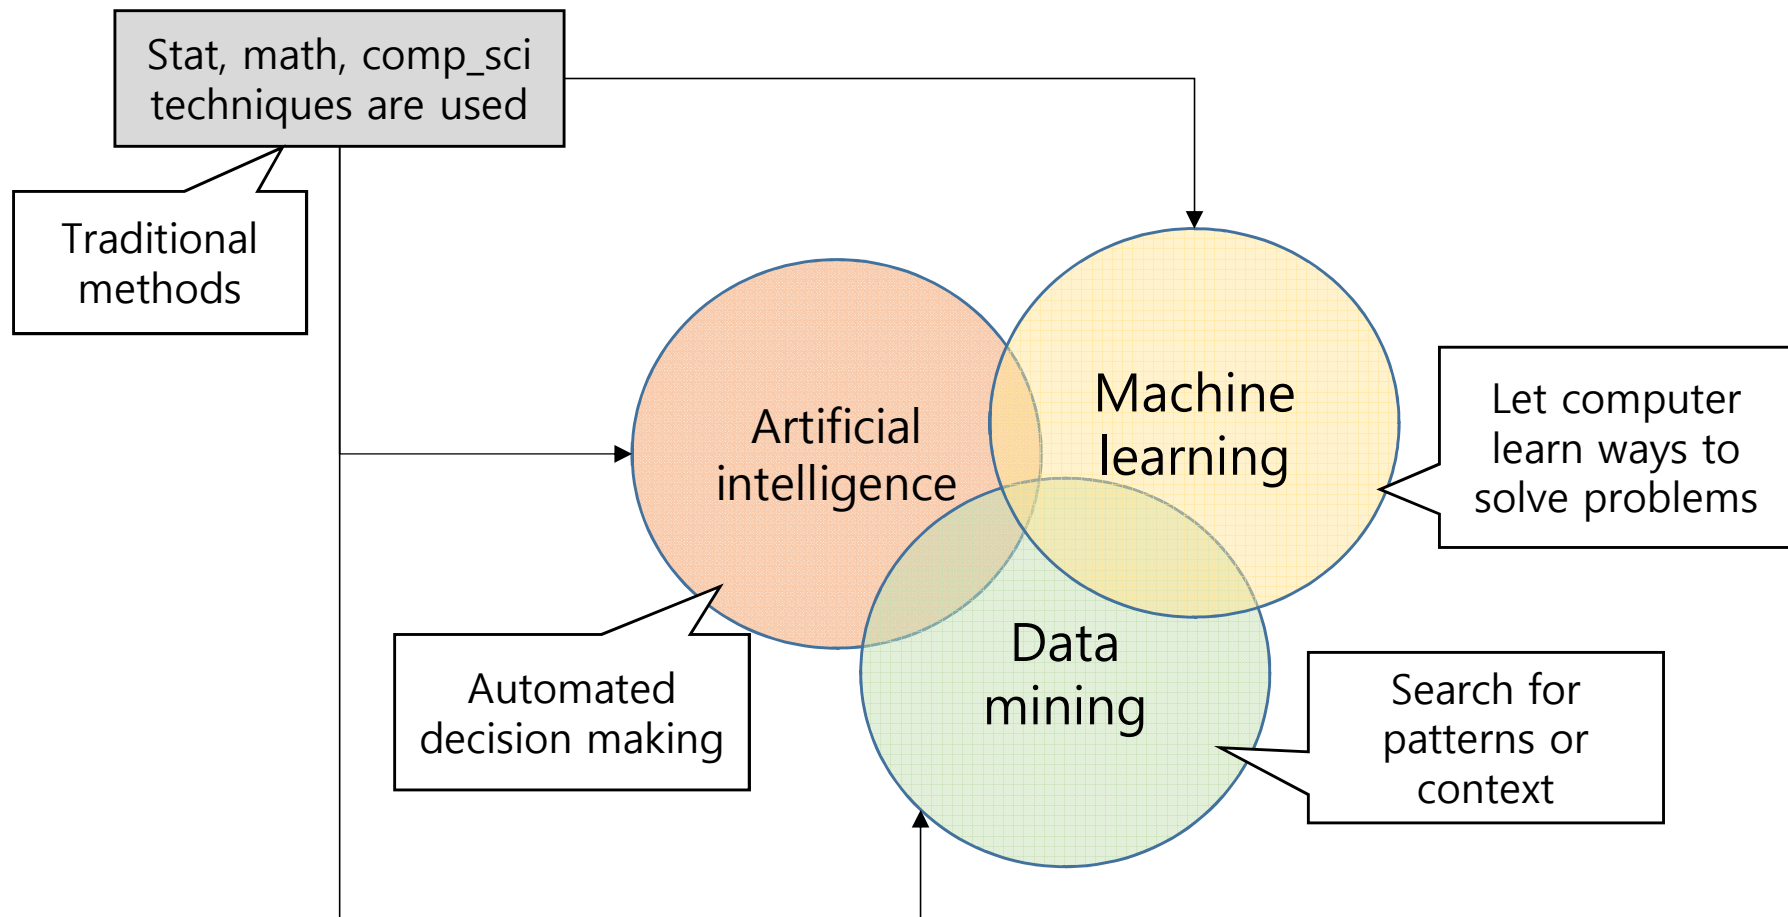 Stat, math, comp_sci
techniques are used
Traditional
methods
Artificial
intelligence
Machine
learning
Let computer
learn ways to
solve problems
Automated
decision making
Data
mining
Search for
patterns or
context